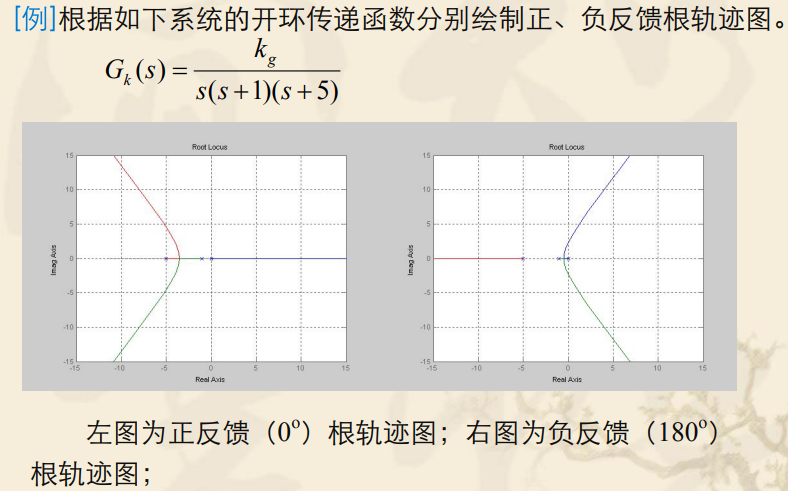 [例]根据如下系统的开环传递函数分别绘制正、负反馈根轨迹图。
G_k(s) = k_g / s(s+1)(s+5)
Root Locus
15
10
5
0
-5
-10
-15
Imag Axis
-15 -10 -5 0 5 10 15
Real Axis
Root Locus
15
10
5
0
-5
-10
-15
Imag Axis
-15 -10 -5 0 5 10 15
Real Axis
左图为正反馈（0°）根轨迹图；右图为负反馈（180°）
根轨迹图；